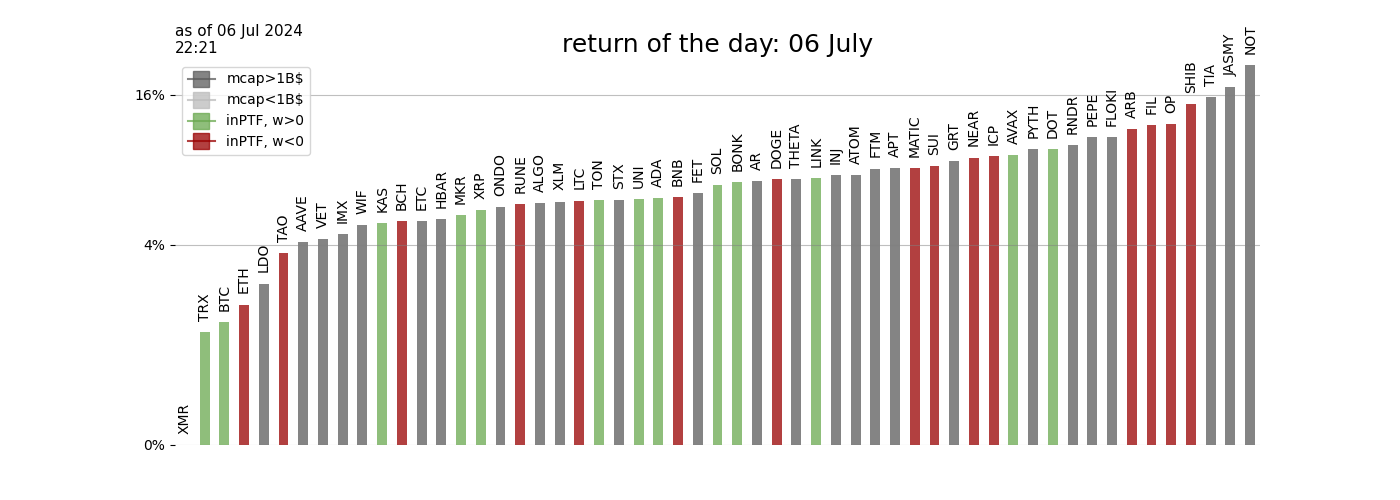 as of 06 Jul 2024
22:21
return of the day: 06 July
mcap>1B$
mcap<1B$
inPTF, w>0
inPTF, w<0
16%
4%
0%
XMR
TRX
BTC
ETH
LDO
TAO
AAVE
VET
IMX
WIF
KAS
BCH
ETC
HBAR
MKR
XRP
ONDO
RUNE
ALGO
XLM
LTC
TON
STX
UNI
ADA
BNB
FET
SOL
BONK
AR
DOGE
THETA
LINK
INJ
ATOM
FTM
APT
MATIC
SUI
GRT
NEAR
ICP
AVAX
PYTH
DOT
RNDR
PEPE
FLOKI
ARB
FIL
OP
SHIB
TIA
JASMY
NOT